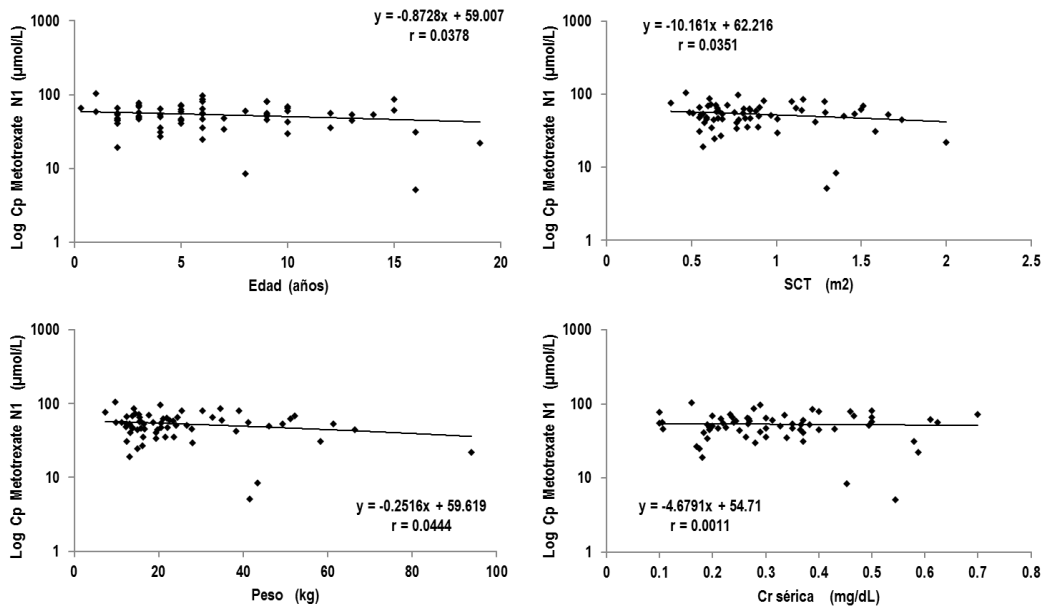 y = -0.8728x + 59.007
r = 0.0378
Log Cp Metotrexate N1 (µmol/L)
1000
100
10
1
0 5 10 15 20
Edad (años)
y = -10.161x + 62.216
r = 0.0351
Log Cp Metotrexate N1 (µmol/L)
1000
100
10
1
0 0.5 1 1.5 2 2.5
SCT (m2)
Log Cp Metotrexate N1 (µmol/L)
1000
100
10
1
y = -0.2516x + 59.619
r = 0.0444
0 20 40 60 80 100
Peso (kg)
Log Cp Metotrexate N1 (µmol/L)
1000
100
10
1
y = -4.6791x + 54.71
r = 0.0011
0 0.1 0.2 0.3 0.4 0.5 0.6 0.7
Cr sérica (mg/dL)